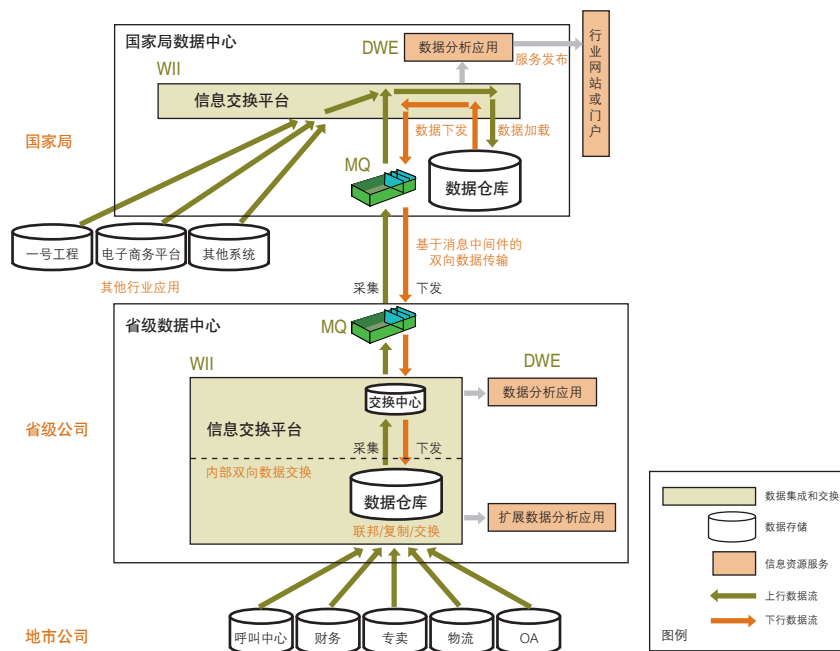 国家局数据中心
DWE
数据分析应用
服务发布
行业网站或门户
WII
信息交换平台
国家局
数据下发
数据加载
MQ
数据仓库
一号工程
电子商务平台
其他系统
其他行业应用
基于消息中间件的
双向数据传输
采集
下发
省级数据中心
MQ
WII
DWE
交换中心
数据分析应用
省级公司
信息交换平台
采集
下发
内部双向数据交换
数据仓库
联邦/复制/交换
扩展数据分析应用
数据集成和交换
数据存储
信息资源服务
上行数据流
下行数据流
图例
地市公司
呼叫中心
财务
专卖
物流
OA